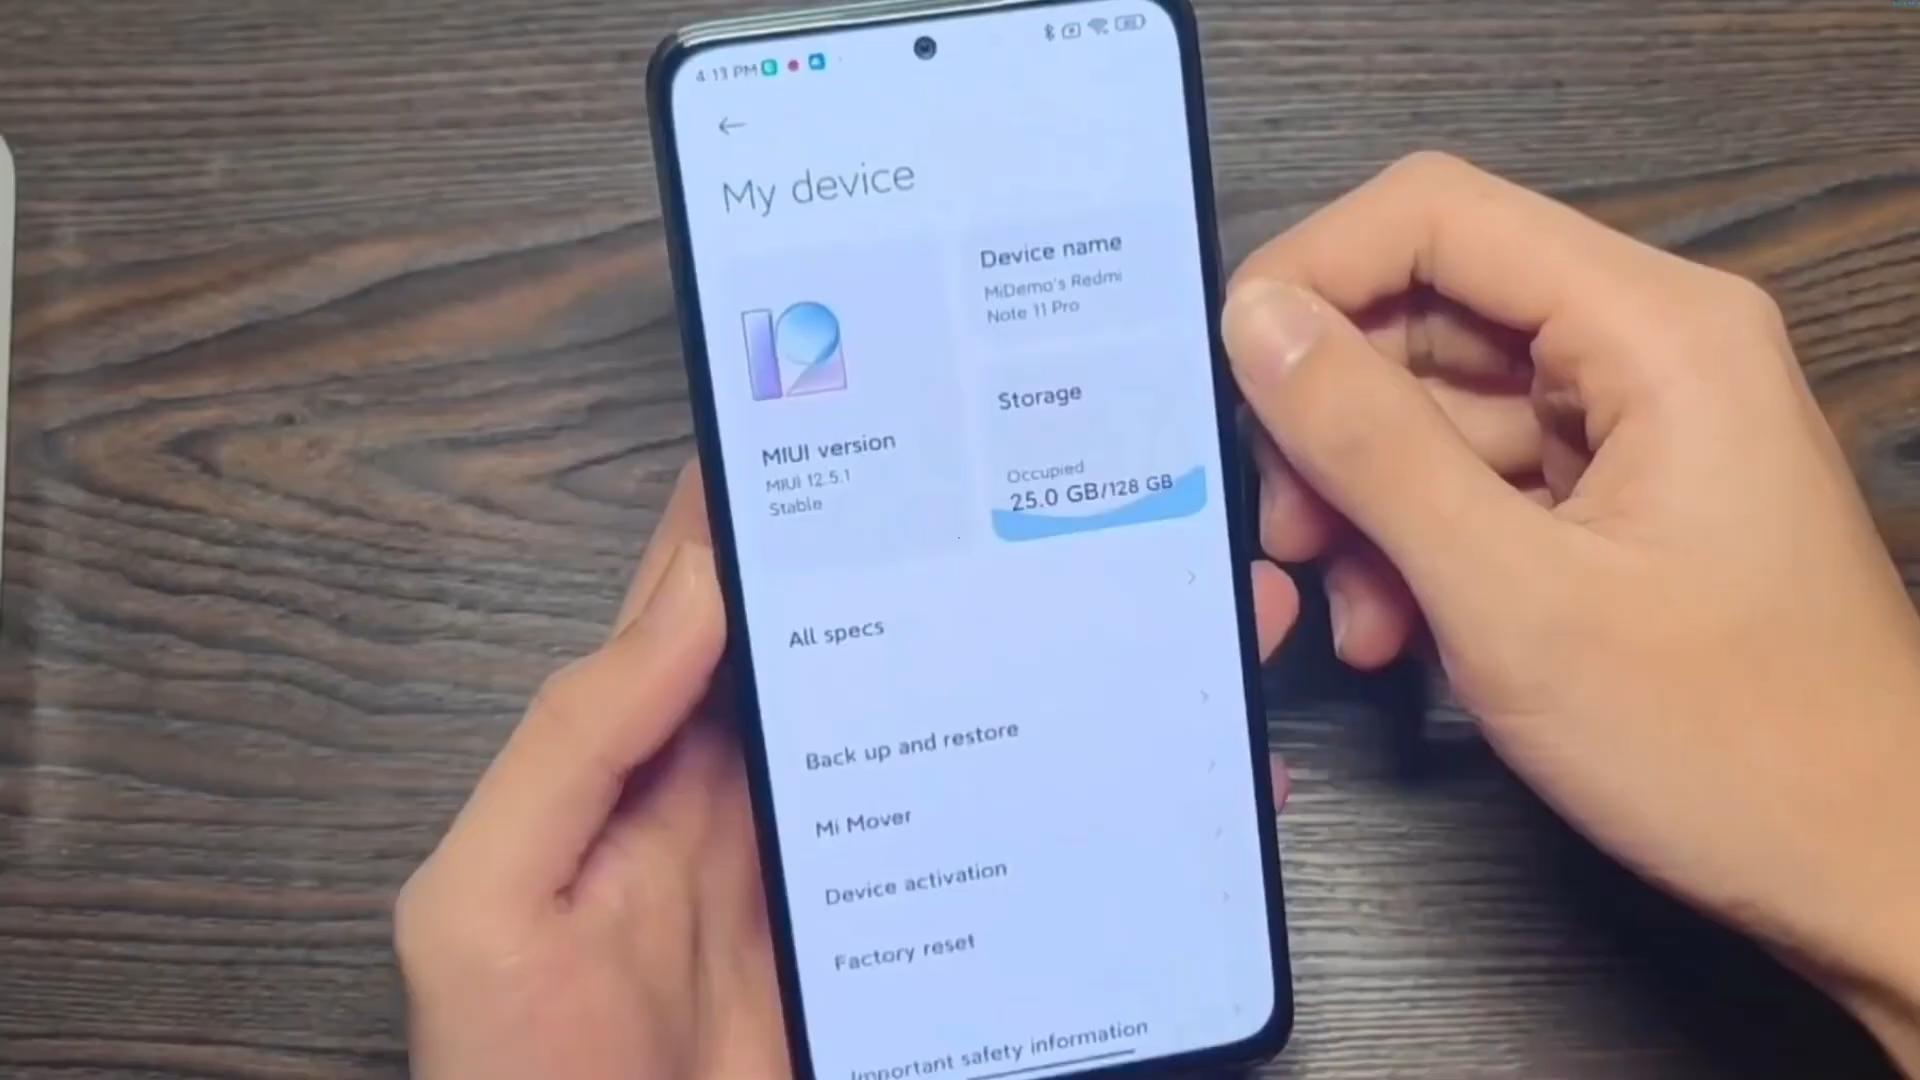 4:13 PM
My device
Device name
MiDemo's Redmi
Note 11 Pro
12
MIUI version
MIUI 12.5.1
Stable
Storage
Occupied
25.0 GB/128 GB
All specs
Back up and restore
Mi Mover
Device activation
Factory reset
Important safety information